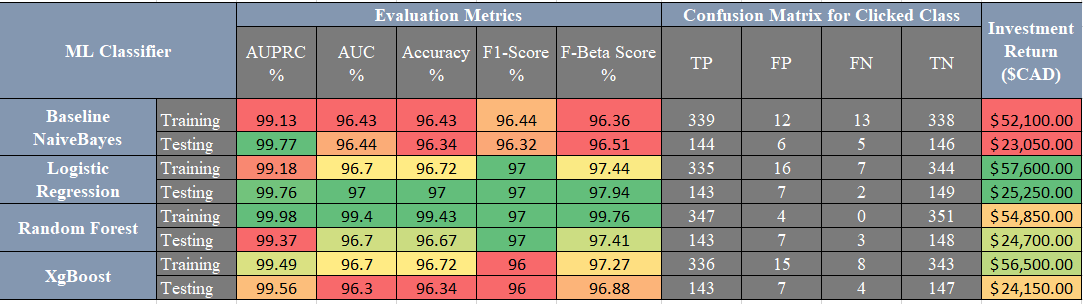 ML Classifier Evaluation Metrics Confusion Matrix for Clicked Class Investment Return ($CAD)
AUPRC % AUC % Accuracy % F1-Score % F-Beta Score % TP FP FN TN
Baseline NaiveBayes
Training 99.13 96.43 96.43 96.44 96.36 339 12 13 338 $52,100.00
Testing 99.77 96.44 96.34 96.32 96.51 144 6 5 146 $23,050.00
Logistic Regression
Training 99.18 96.7 96.72 97 97.44 335 16 7 344 $57,600.00
Testing 99.76 97 97 97 97.94 143 7 2 149 $25,250.00
Random Forest
Training 99.98 99.4 99.43 97 99.76 347 4 0 351 $54,850.00
Testing 99.37 96.7 96.67 97 97.41 143 7 3 148 $24,700.00
XgBoost
Training 99.49 96.7 96.72 96 97.27 336 15 8 343 $56,500.00
Testing 99.56 96.3 96.34 96 96.88 143 7 4 147 $24,150.00